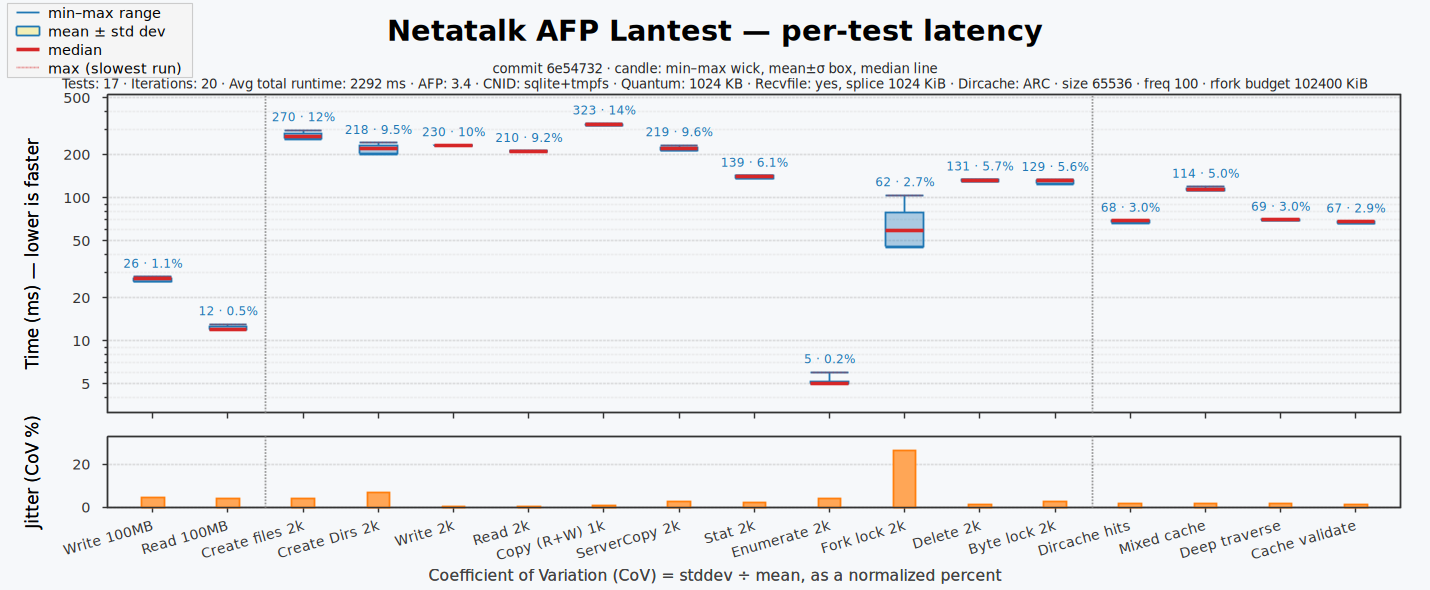 min–max range
mean ± std dev
median
max (slowest run)
Netatalk AFP Lantest — per-test latency
commit 6e54732 · candle: min–max wick, mean±σ box, median line
Tests: 17 · Iterations: 20 · Avg total runtime: 2292 ms · AFP: 3.4 · CNID: sqlite+tmpfs · Quantum: 1024 KB · Recvfile: yes, splice 1024 KiB · Dircache: ARC · size 65536 · freq 100 · rfork budget 102400 KiB
Time (ms) — lower is faster
500
200
100
50
20
10
5
26 · 1.1%
12 · 0.5%
270 · 12%
218 · 9.5%
230 · 10%
210 · 9.2%
323 · 14%
219 · 9.6%
139 · 6.1%
5 · 0.2%
62 · 2.7%
131 · 5.7%
129 · 5.6%
68 · 3.0%
114 · 5.0%
69 · 3.0%
67 · 2.9%
Jitter (CoV %)
20
0
Write 100MB
Read 100MB
Create files 2k
Create Dirs 2k
Write 2k
Read 2k
Copy (R+W) 1k
ServerCopy 2k
Stat 2k
Enumerate 2k
Fork lock 2k
Delete 2k
Byte lock 2k
Dircache hits
Mixed cache
Deep traverse
Cache validate
Coefficient of Variation (CoV) = stddev ÷ mean, as a normalized percent